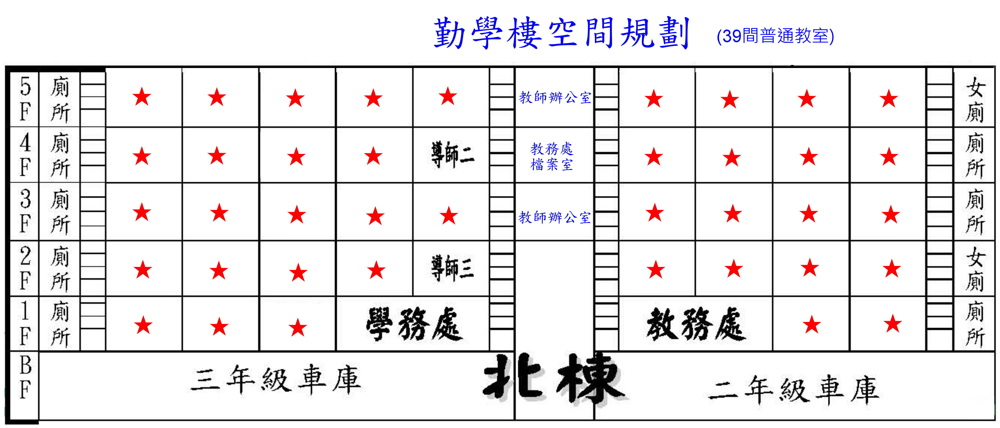 勤學樓空間規劃 (39間普通教室)
5F 廁所 ★ ★ ★ ★ ★ 教師辦公室 ★ ★ ★ ★ 女廁
4F 廁所 ★ ★ ★ ★ 導師二 教務處檔案室 ★ ★ ★ ★ 廁所
3F 廁所 ★ ★ ★ ★ ★ 教師辦公室 ★ ★ ★ ★ 廁所
2F 廁所 ★ ★ ★ ★ 導師三 ★ ★ ★ ★ 女廁
1F 廁所 ★ ★ ★ 學務處 教務處 ★ ★ 廁所
BF 三年級車庫 北棟 二年級車庫